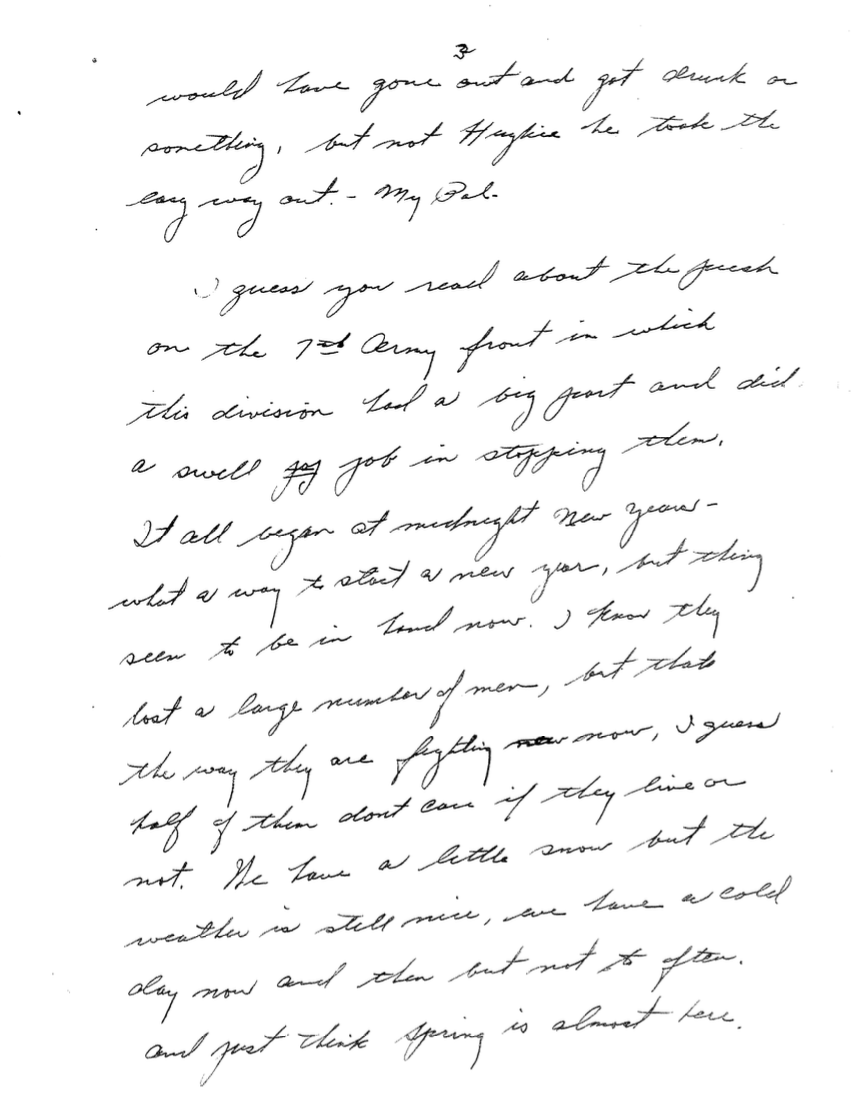 3
would have gone out and got drunk or
something, but not Hughie he took the
easy way out. - My Pal -
I guess you read about the push
on the 7th Army front in which
this division had a big part and did
a swell job in stopping them.
It all began at midnight New years -
what a way to start a new year, but thing
seem to be in hand now. I know they
lost a large number of men, but thats
the way they are fighting now, I guess
half of them dont care if they live or
not. We have a little snow but the
weather is still nice, we have a cold
day now and then but not to often.
and just think spring is almost here.